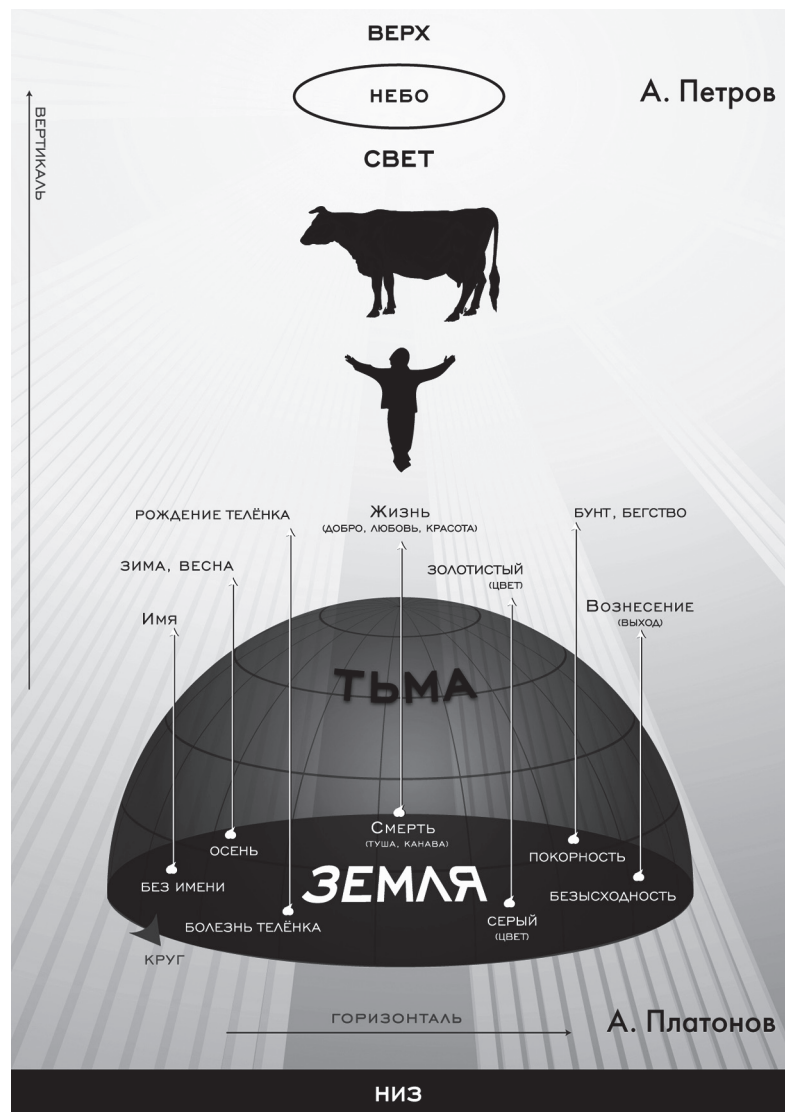 ВЕРХ
НЕБО
А. Петров
ВЕРТИКАЛЬ
СВЕТ
РОЖДЕНИЕ ТЕЛЁНКА
Жизнь
(ДОБРО, ЛЮБОВЬ, КРАСОТА)
БУНТ, БЕГСТВО
ЗИМА, ВЕСНА
ЗОЛОТИСТЫЙ
(ЦВЕТ)
Имя
Вознесение
(ВЫХОД)
ТЬМА
Смерть
(ТУША, КАНАВА)
ОСЕНЬ
ПОКОРНОСТЬ
БЕЗ ИМЕНИ
ЗЕМЛЯ
БЕЗЫСХОДНОСТЬ
БОЛЕЗНЬ ТЕЛЁНКА
СЕРЫЙ
(ЦВЕТ)
КРУГ
ГОРИЗОНТАЛЬ
А. Платонов
НИЗ